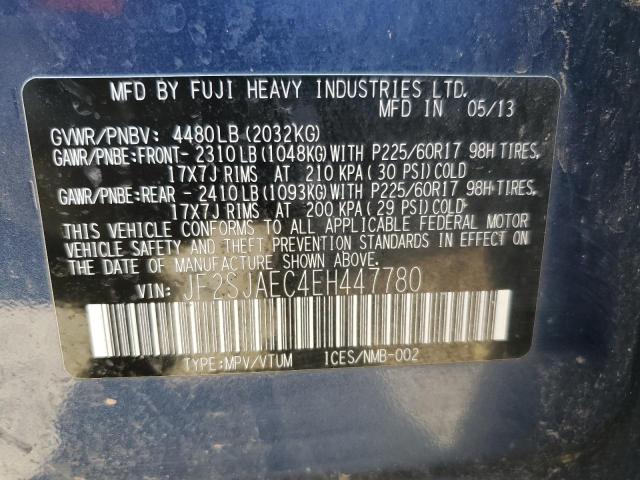 MFD BY FUJI HEAVY INDUSTRIES LTD.
MFD IN 05/13
GVWR/PNBV: 4480LB(2032KG)
GAWR/PNBE:FRONT- 2310LB(1048KG)WITH P225/60R17 98H TIRES,
17X7J RIMS AT 210 KPA( 30 PSI)COLD
GAWR/PNBE:REAR - 2410LB(1093KG)WITH P225/60R17 98H TIRES,
17X7J RIMS AT 200 KPA(29 PSI)COLD
THIS VEHICLE CONFORMS TO ALL APPLICABLE FEDERAL MOTOR
VEHICLE SAFETY AND THEFT PREVENTION STANDARDS IN EFFECT ON
THE DATE OF MANUFACTURE SHOWN ABOVE.
VIN: JF2SJAEC4EH447780
TYPE:MPV/VTUM ICES/NMB-002